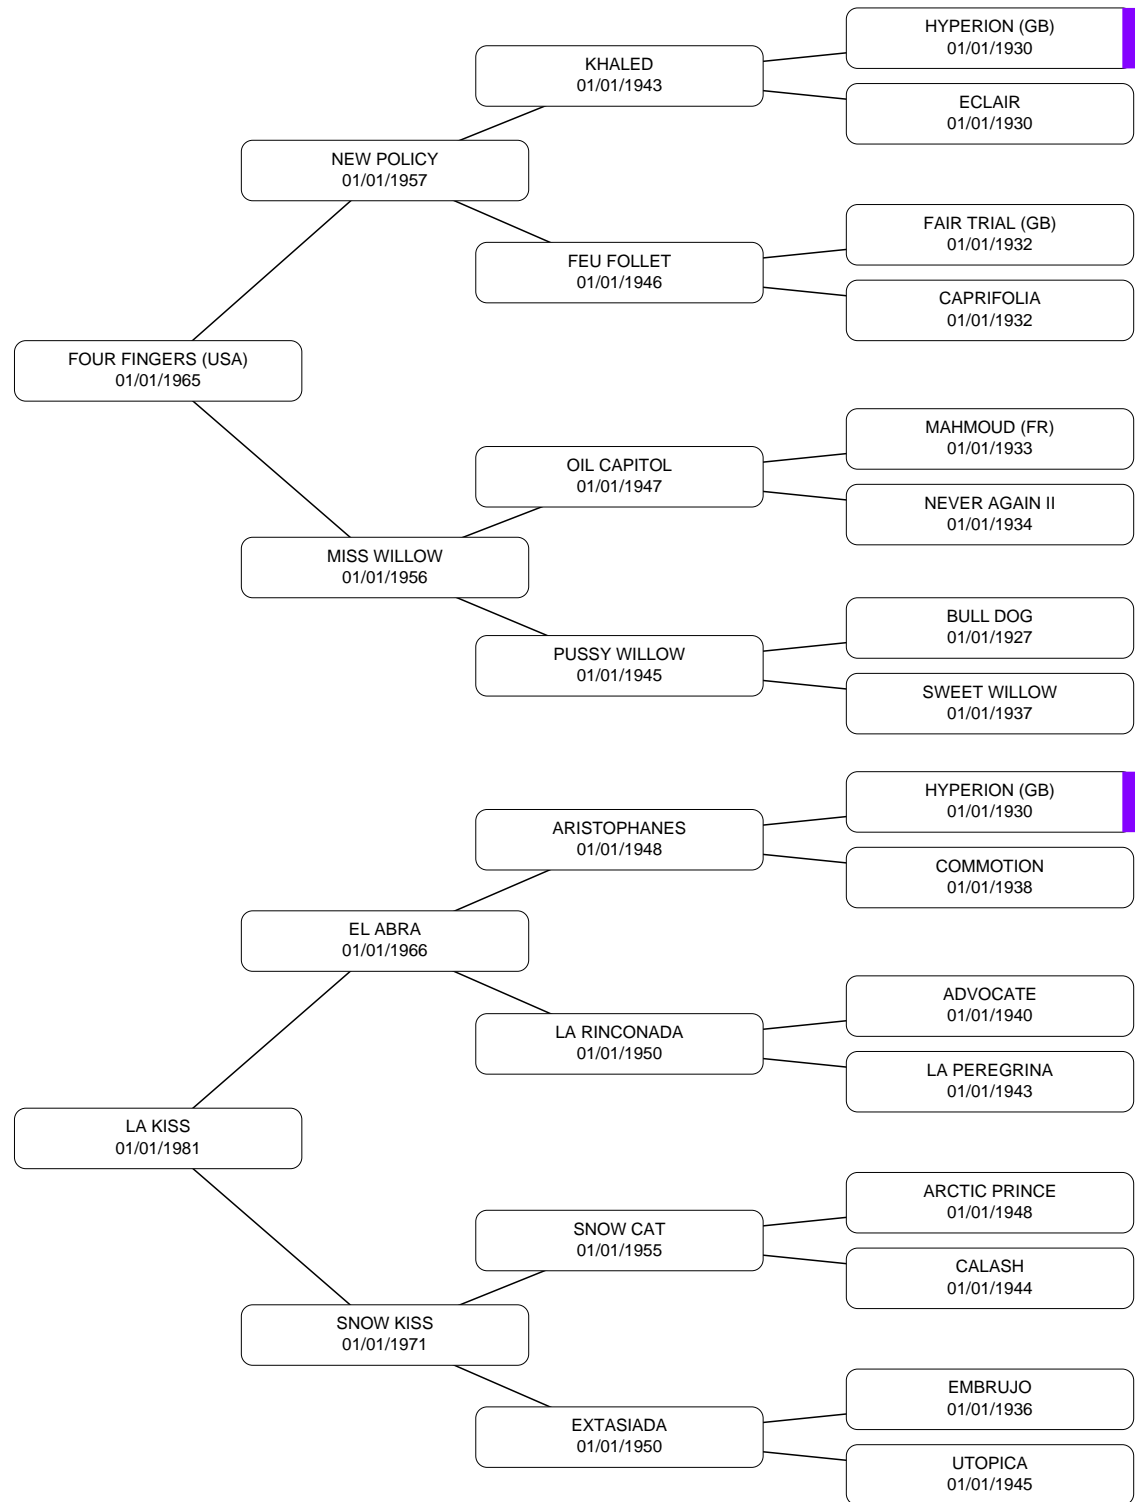 HYPERION (GB)
01/01/1930
KHALED
01/01/1943
ECLAIR
01/01/1930
NEW POLICY
01/01/1957
FAIR TRIAL (GB)
01/01/1932
FEU FOLLET
01/01/1946
CAPRIFOLIA
01/01/1932
FOUR FINGERS (USA)
01/01/1965
MAHMOUD (FR)
01/01/1933
OIL CAPITOL
01/01/1947
NEVER AGAIN II
01/01/1934
MISS WILLOW
01/01/1956
BULL DOG
01/01/1927
PUSSY WILLOW
01/01/1945
SWEET WILLOW
01/01/1937
HYPERION (GB)
01/01/1930
ARISTOPHANES
01/01/1948
COMMOTION
01/01/1938
EL ABRA
01/01/1966
ADVOCATE
01/01/1940
LA RINCONADA
01/01/1950
LA PEREGRINA
01/01/1943
LA KISS
01/01/1981
ARCTIC PRINCE
01/01/1948
SNOW CAT
01/01/1955
CALASH
01/01/1944
SNOW KISS
01/01/1971
EMBRUJO
01/01/1936
EXTASIADA
01/01/1950
UTOPICA
01/01/1945